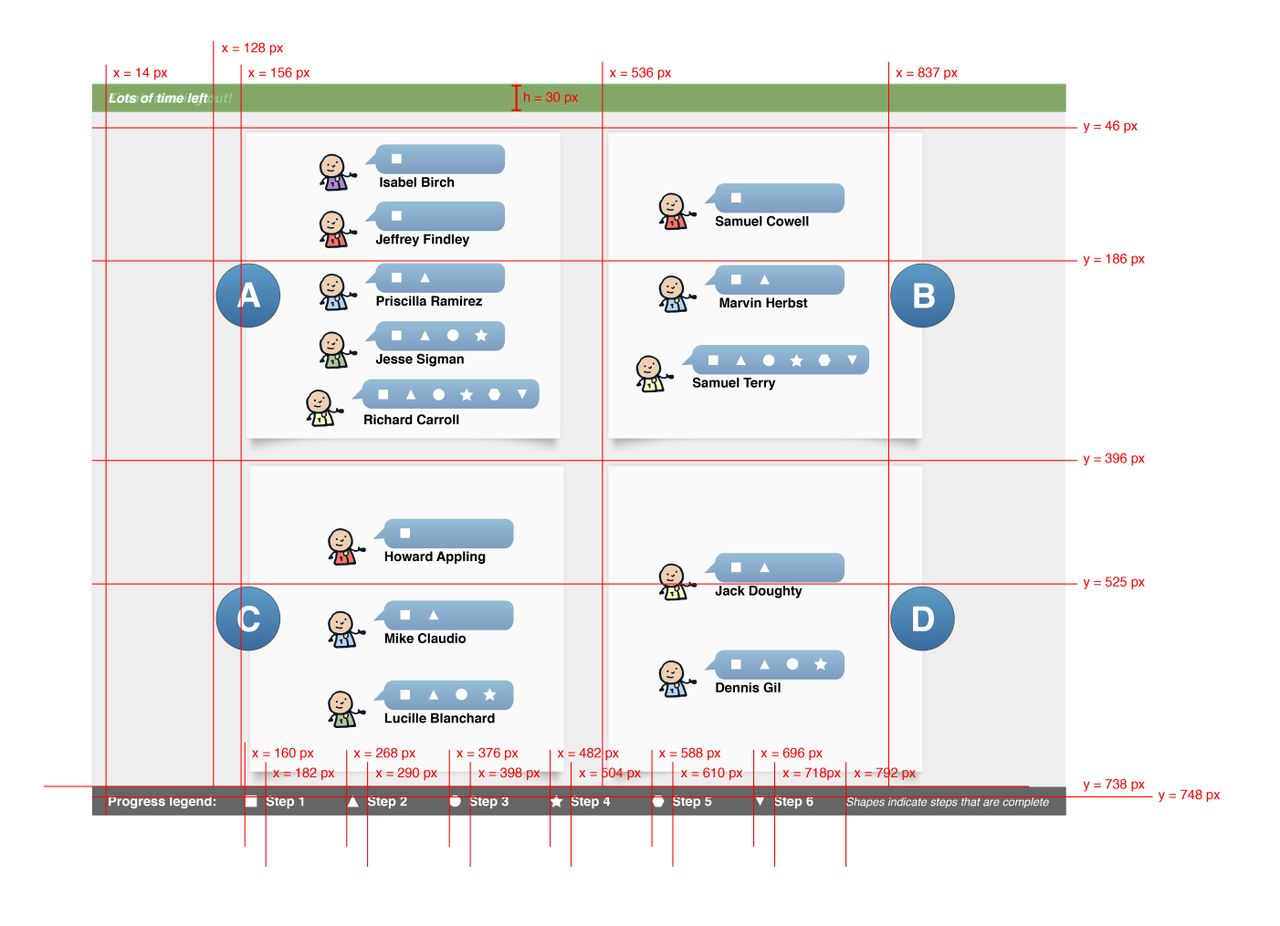 x = 128 px
x = 14 px
x = 156 px
x = 536 px
x = 837 px
Lots of time left
out!
h = 30 px
y = 46 px
Isabel Birch
Jeffrey Findley
Samuel Cowell
y = 186 px
A
Priscilla Ramirez
Marvin Herbst
B
Jesse Sigman
Samuel Terry
Richard Carroll
y = 396 px
Howard Appling
Jack Doughty
y = 525 px
C
Mike Claudio
D
Dennis Gil
Lucille Blanchard
x = 160 px
x = 268 px
x = 376 px
x = 482 px
x = 588 px
x = 696 px
x = 182 px
x = 290 px
x = 398 px
x = 504 px
x = 610 px
x = 718px
x = 792 px
y = 738 px
y = 748 px
Progress legend:
Step 1
Step 2
Step 3
Step 4
Step 5
Step 6
Shapes indicate steps that are complete